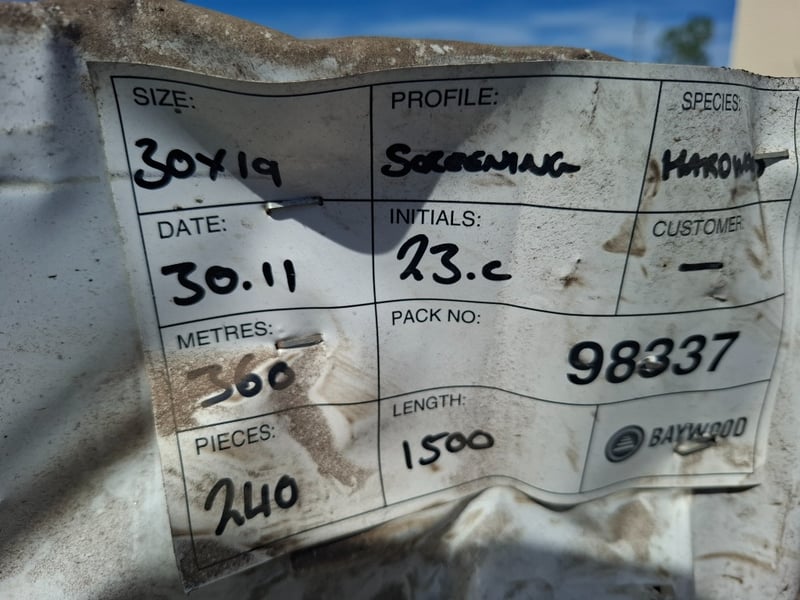 SIZE: PROFILE: SPECIES:
30x19 SCREENING HARDWO
DATE: INITIALS: CUSTOMER
30.11 23.c —
METRES: PACK NO:
360 98337
PIECES: LENGTH: BAYWOOD
240 1500